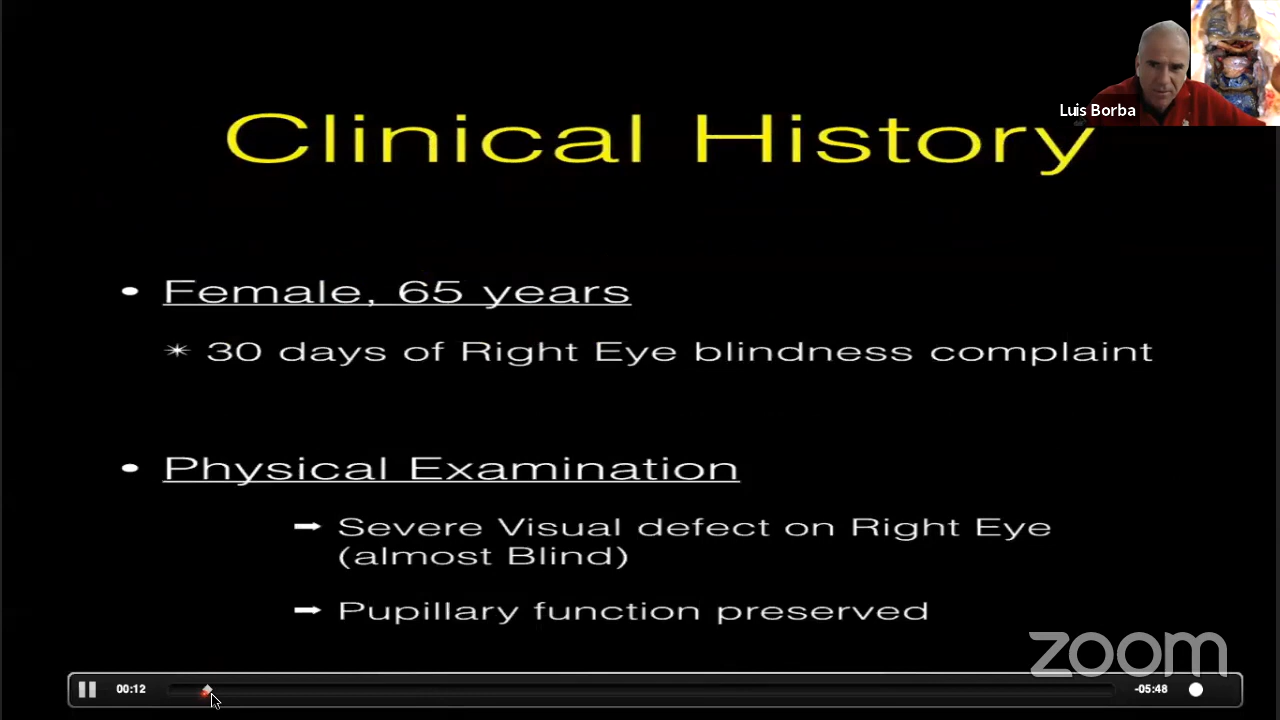 Luis Borba
Clinical History
• Female, 65 years
✳ 30 days of Right Eye blindness complaint
• Physical Examination
➡ Severe Visual defect on Right Eye
(almost Blind)
➡ Pupillary function preserved
zoom
00:12
-05:48